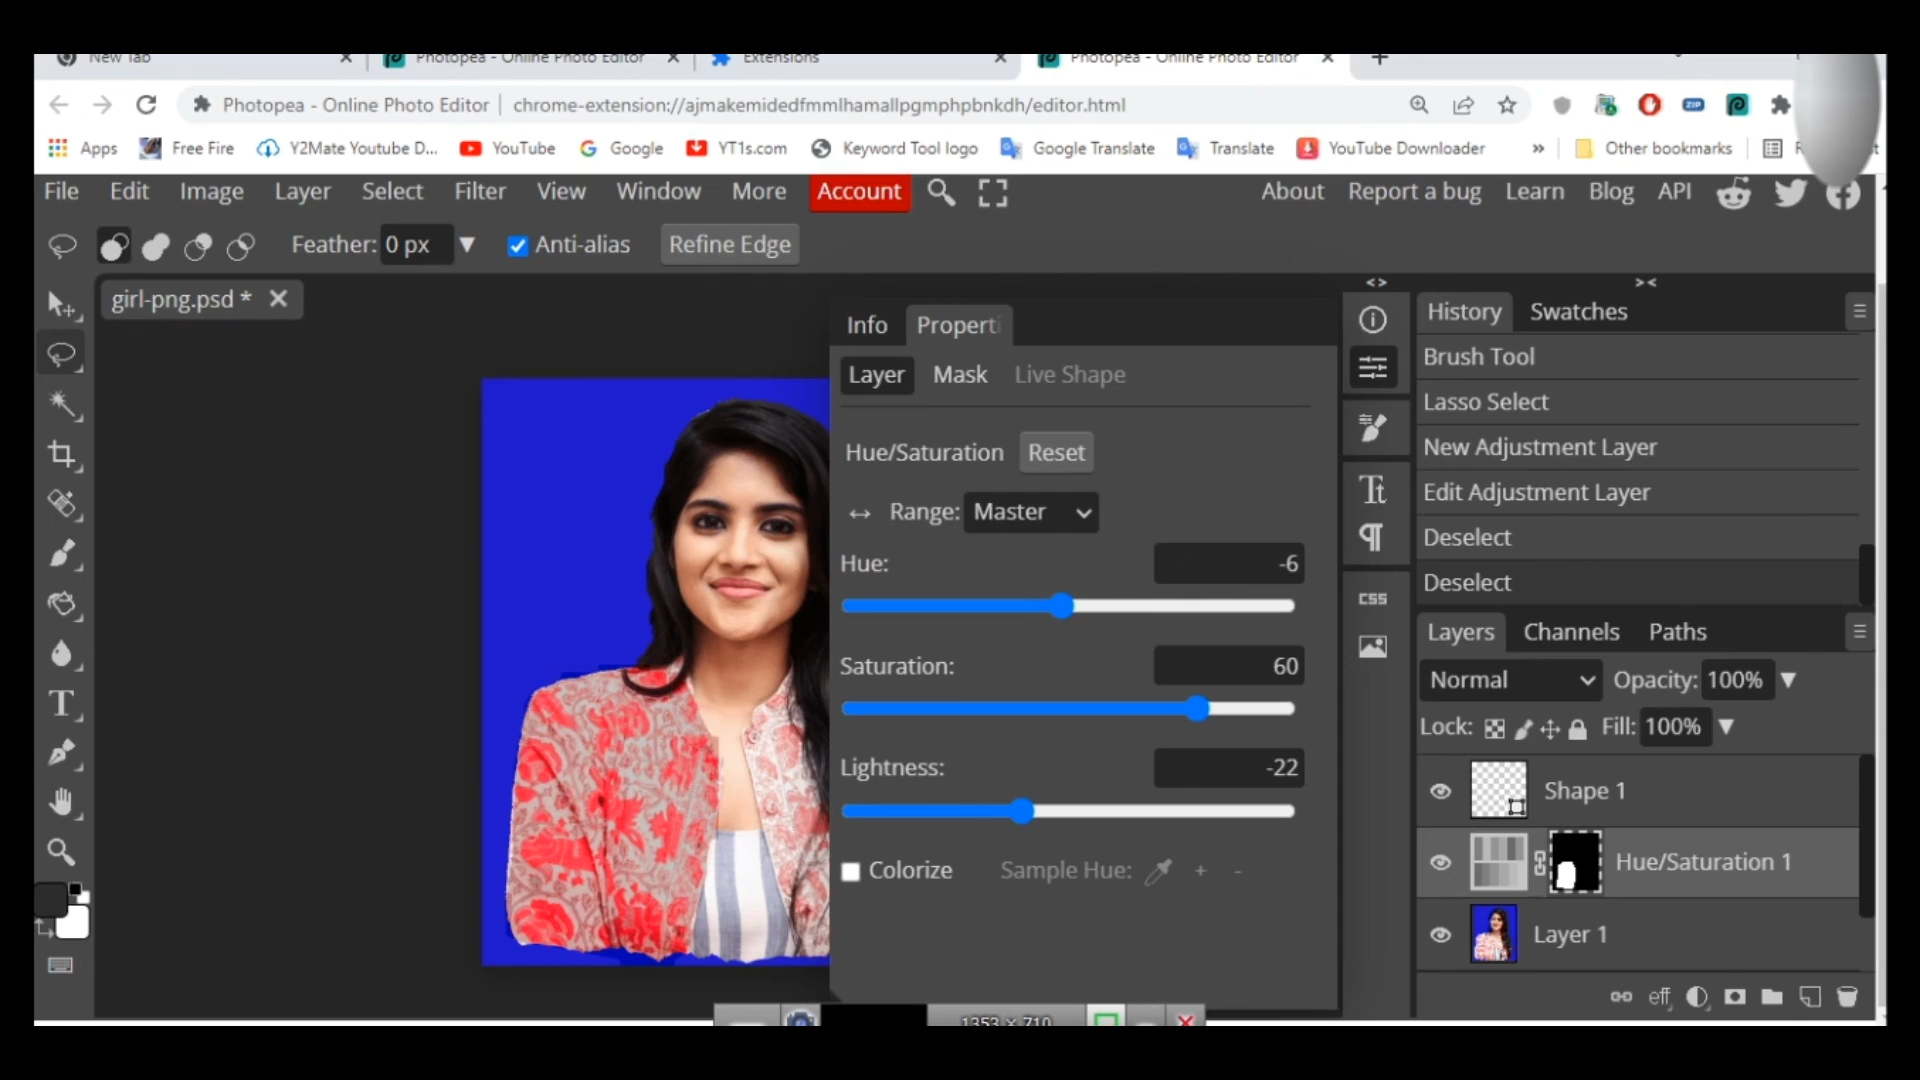 New Tab
Photopea - Online Photo Editor
Extensions
Photopea - Online Photo Editor
Photopea - Online Photo Editor
chrome-extension://ajmakemidedfmmlhamallpgmphpbnkdh/editor.html
ZIP
Apps
Free Fire
Y2Mate Youtube D...
YouTube
Google
YT1s.com
Keyword Tool logo
Google Translate
Translate
YouTube Downloader
»
Other bookmarks
File Edit Image Layer Select Filter View Window More Account
About Report a bug Learn Blog API
Feather: 0 px
Anti-alias
Refine Edge
girl-png.psd *
Info
Properti
Layer Mask Live Shape
Hue/Saturation Reset
Range: Master
Hue: -6
Saturation: 60
Lightness: -22
Colorize
Sample Hue: + -
CSS
History Swatches
Brush Tool
Lasso Select
New Adjustment Layer
Edit Adjustment Layer
Deselect
Deselect
Layers Channels Paths
Normal
Opacity: 100%
Lock:
Fill: 100%
Shape 1
Hue/Saturation 1
Layer 1
eff
1353 × 710